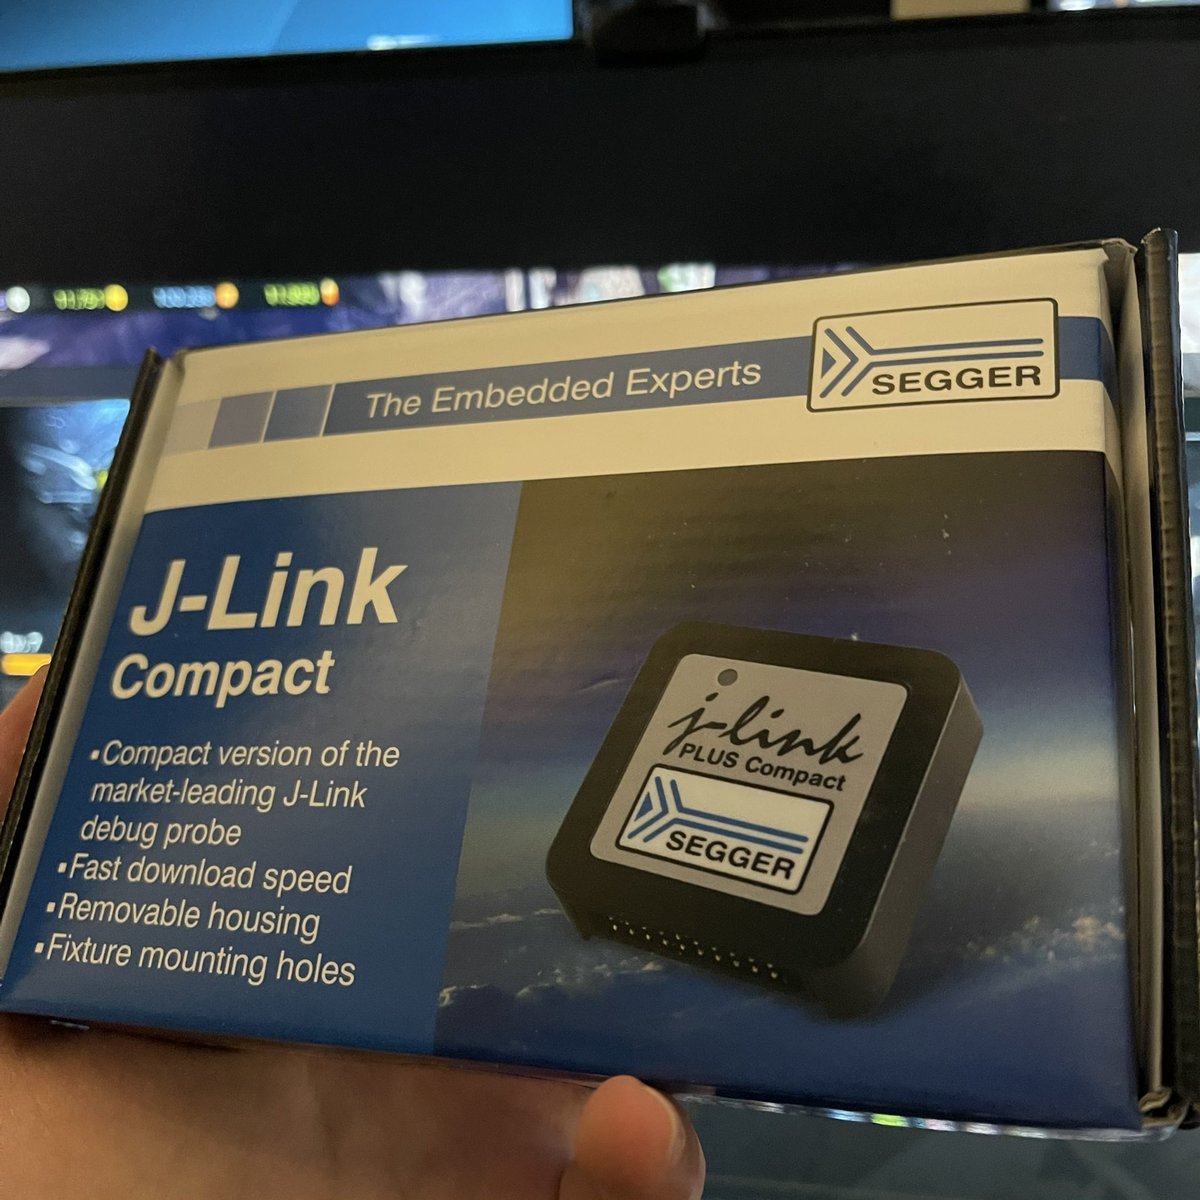 The Embedded Experts
SEGGER
J-Link
Compact
▪Compact version of the
market-leading J-Link
debug probe
▪Fast download speed
▪Removable housing
▪Fixture mounting holes
j-link
PLUS Compact
SEGGER